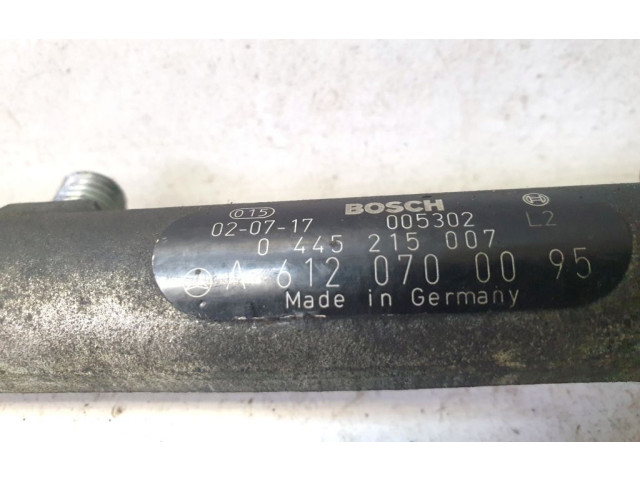 015 BOSCH
02-07-17 005302 L2
0 445 215 007
A 612 070 00 95
Made in Germany